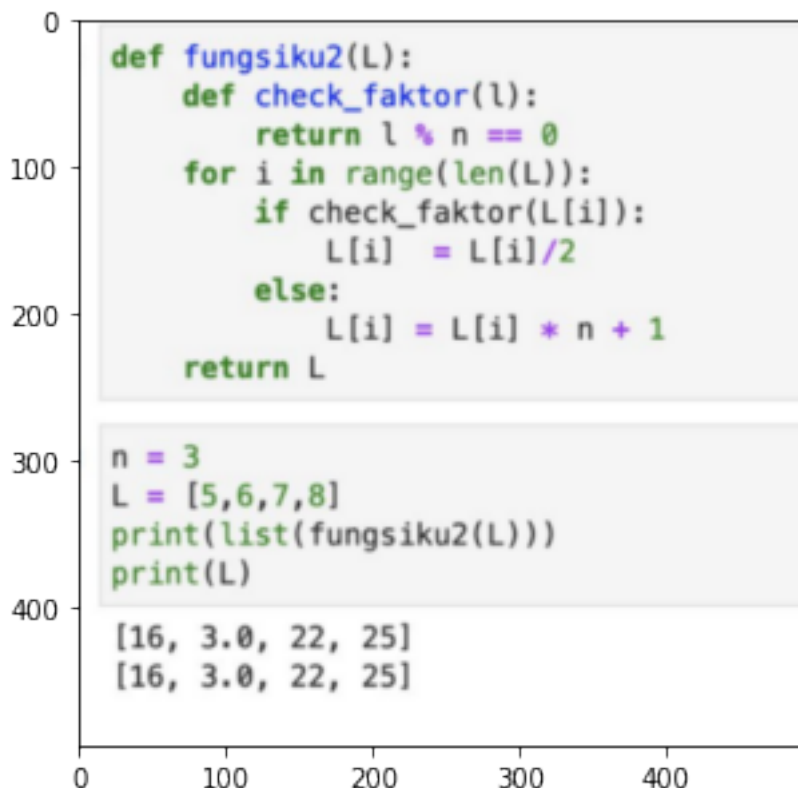 0
def fungsiku2(L):
    def check_faktor(l):
        return l % n == 0
100
    for i in range(len(L)):
        if check_faktor(L[i]):
            L[i]  = L[i]/2
        else:
200
            L[i] = L[i] * n + 1
    return L
300
n = 3
L = [5,6,7,8]
print(list(fungsiku2(L)))
print(L)
400
[16, 3.0, 22, 25]
[16, 3.0, 22, 25]
0 100 200 300 400